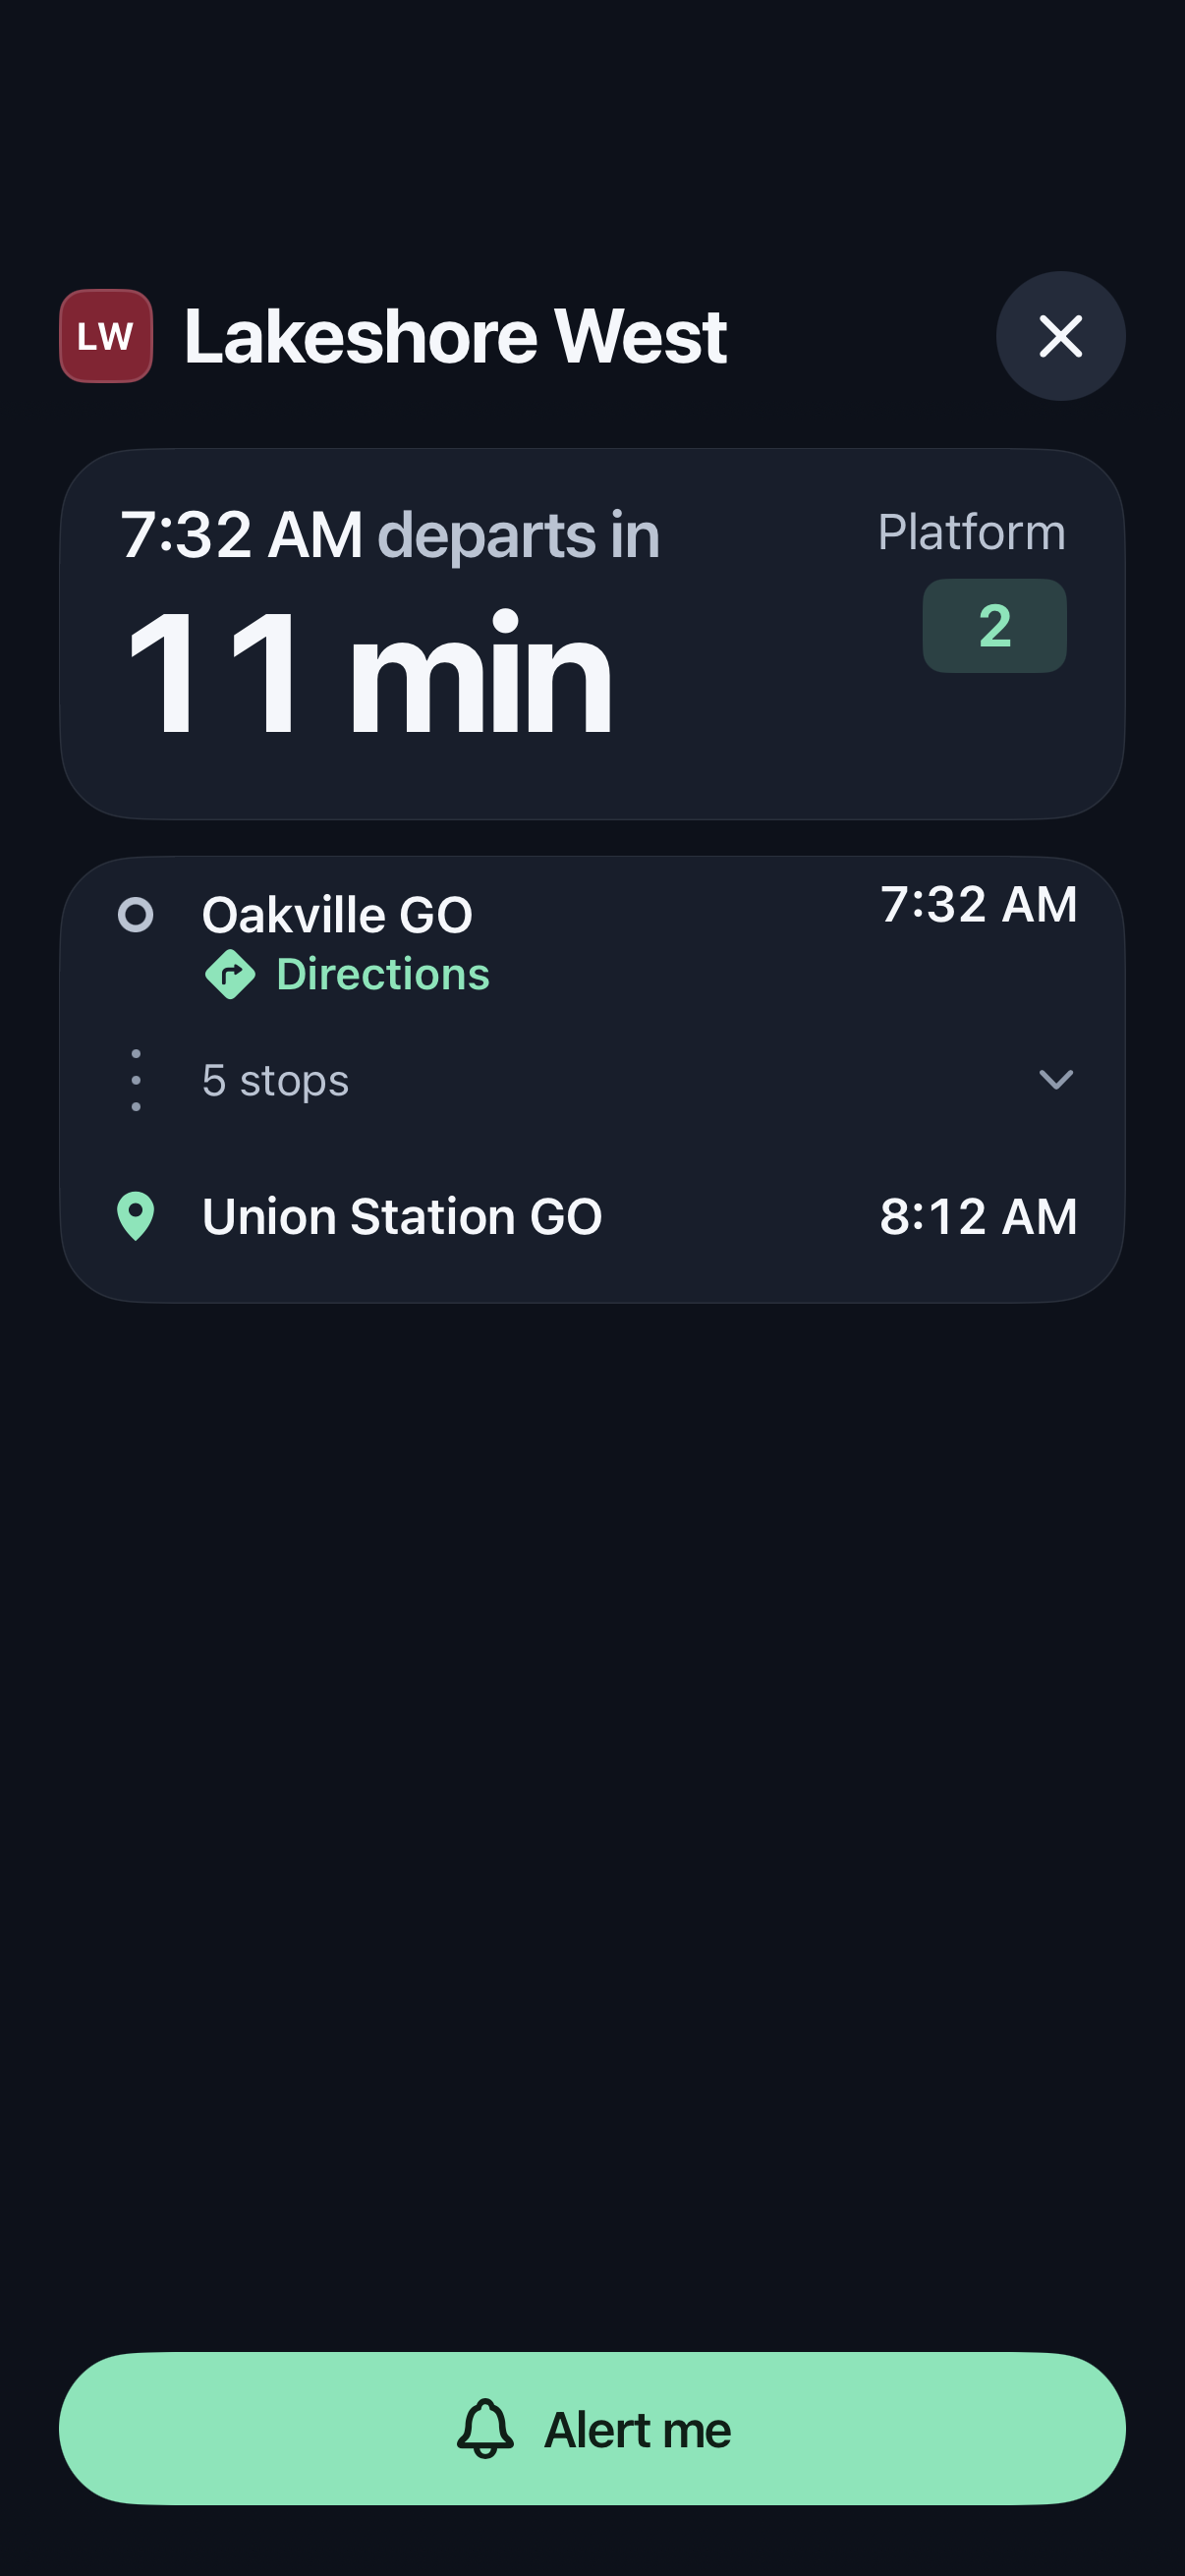 LW Lakeshore West
7:32 AM departs in
11 min
Platform
2
Oakville GO 7:32 AM
Directions
5 stops
Union Station GO 8:12 AM
Alert me